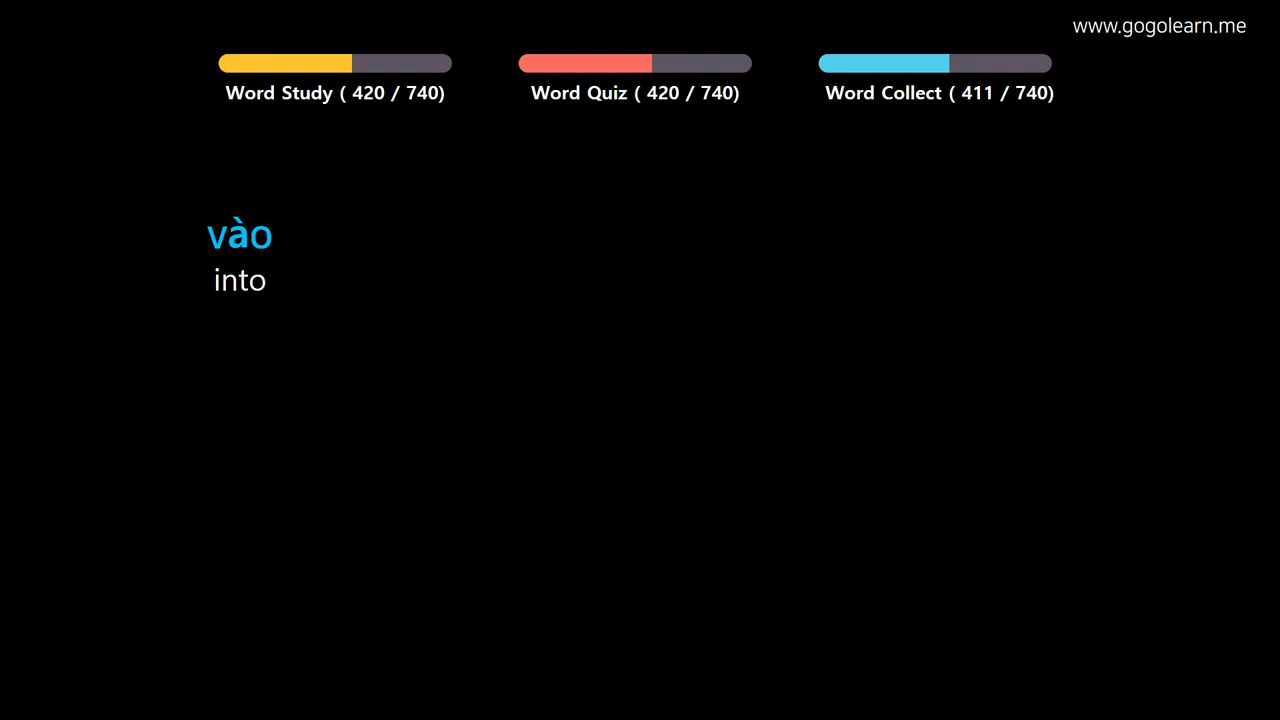 www.gogolearn.me
Word Study ( 420 / 740)
Word Quiz ( 420 / 740)
Word Collect ( 411 / 740)
vào
into